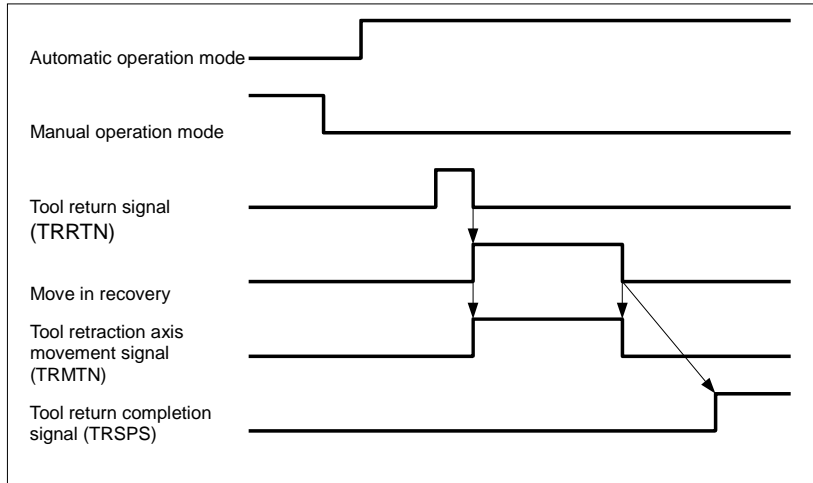 Automatic operation mode
Manual operation mode
Tool return signal
(TRRTN)
Move in recovery
Tool retraction axis
movement signal
(TRMTN)
Tool return completion
signal (TRSPS)